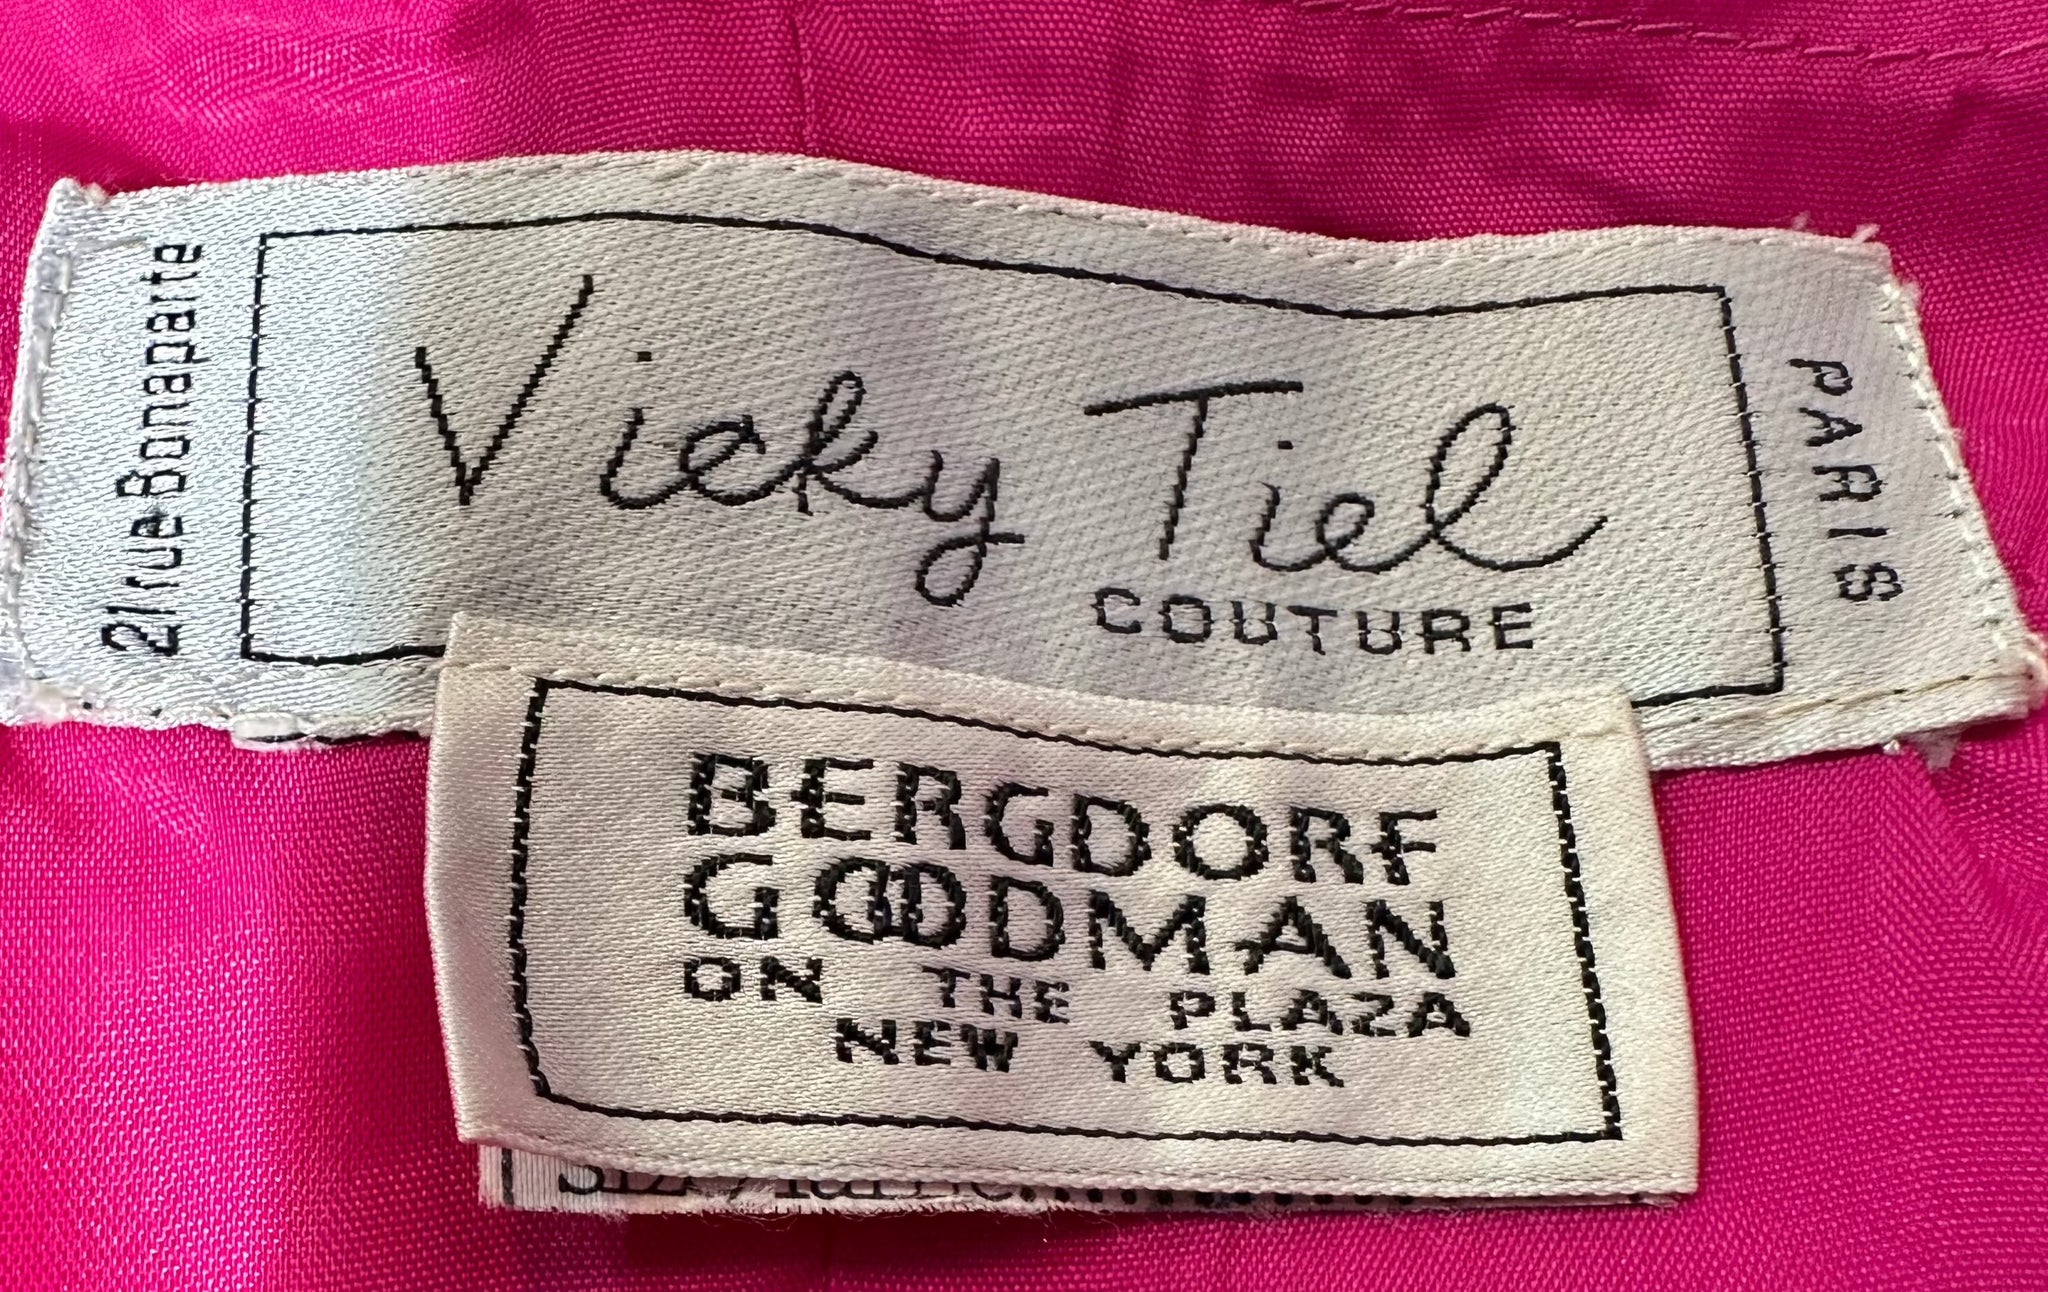 21 rue Bonaparte
Vicky Tiel
COUTURE
PARIS
BERGDORF
GOODMAN
ON THE PLAZA
NEW YORK